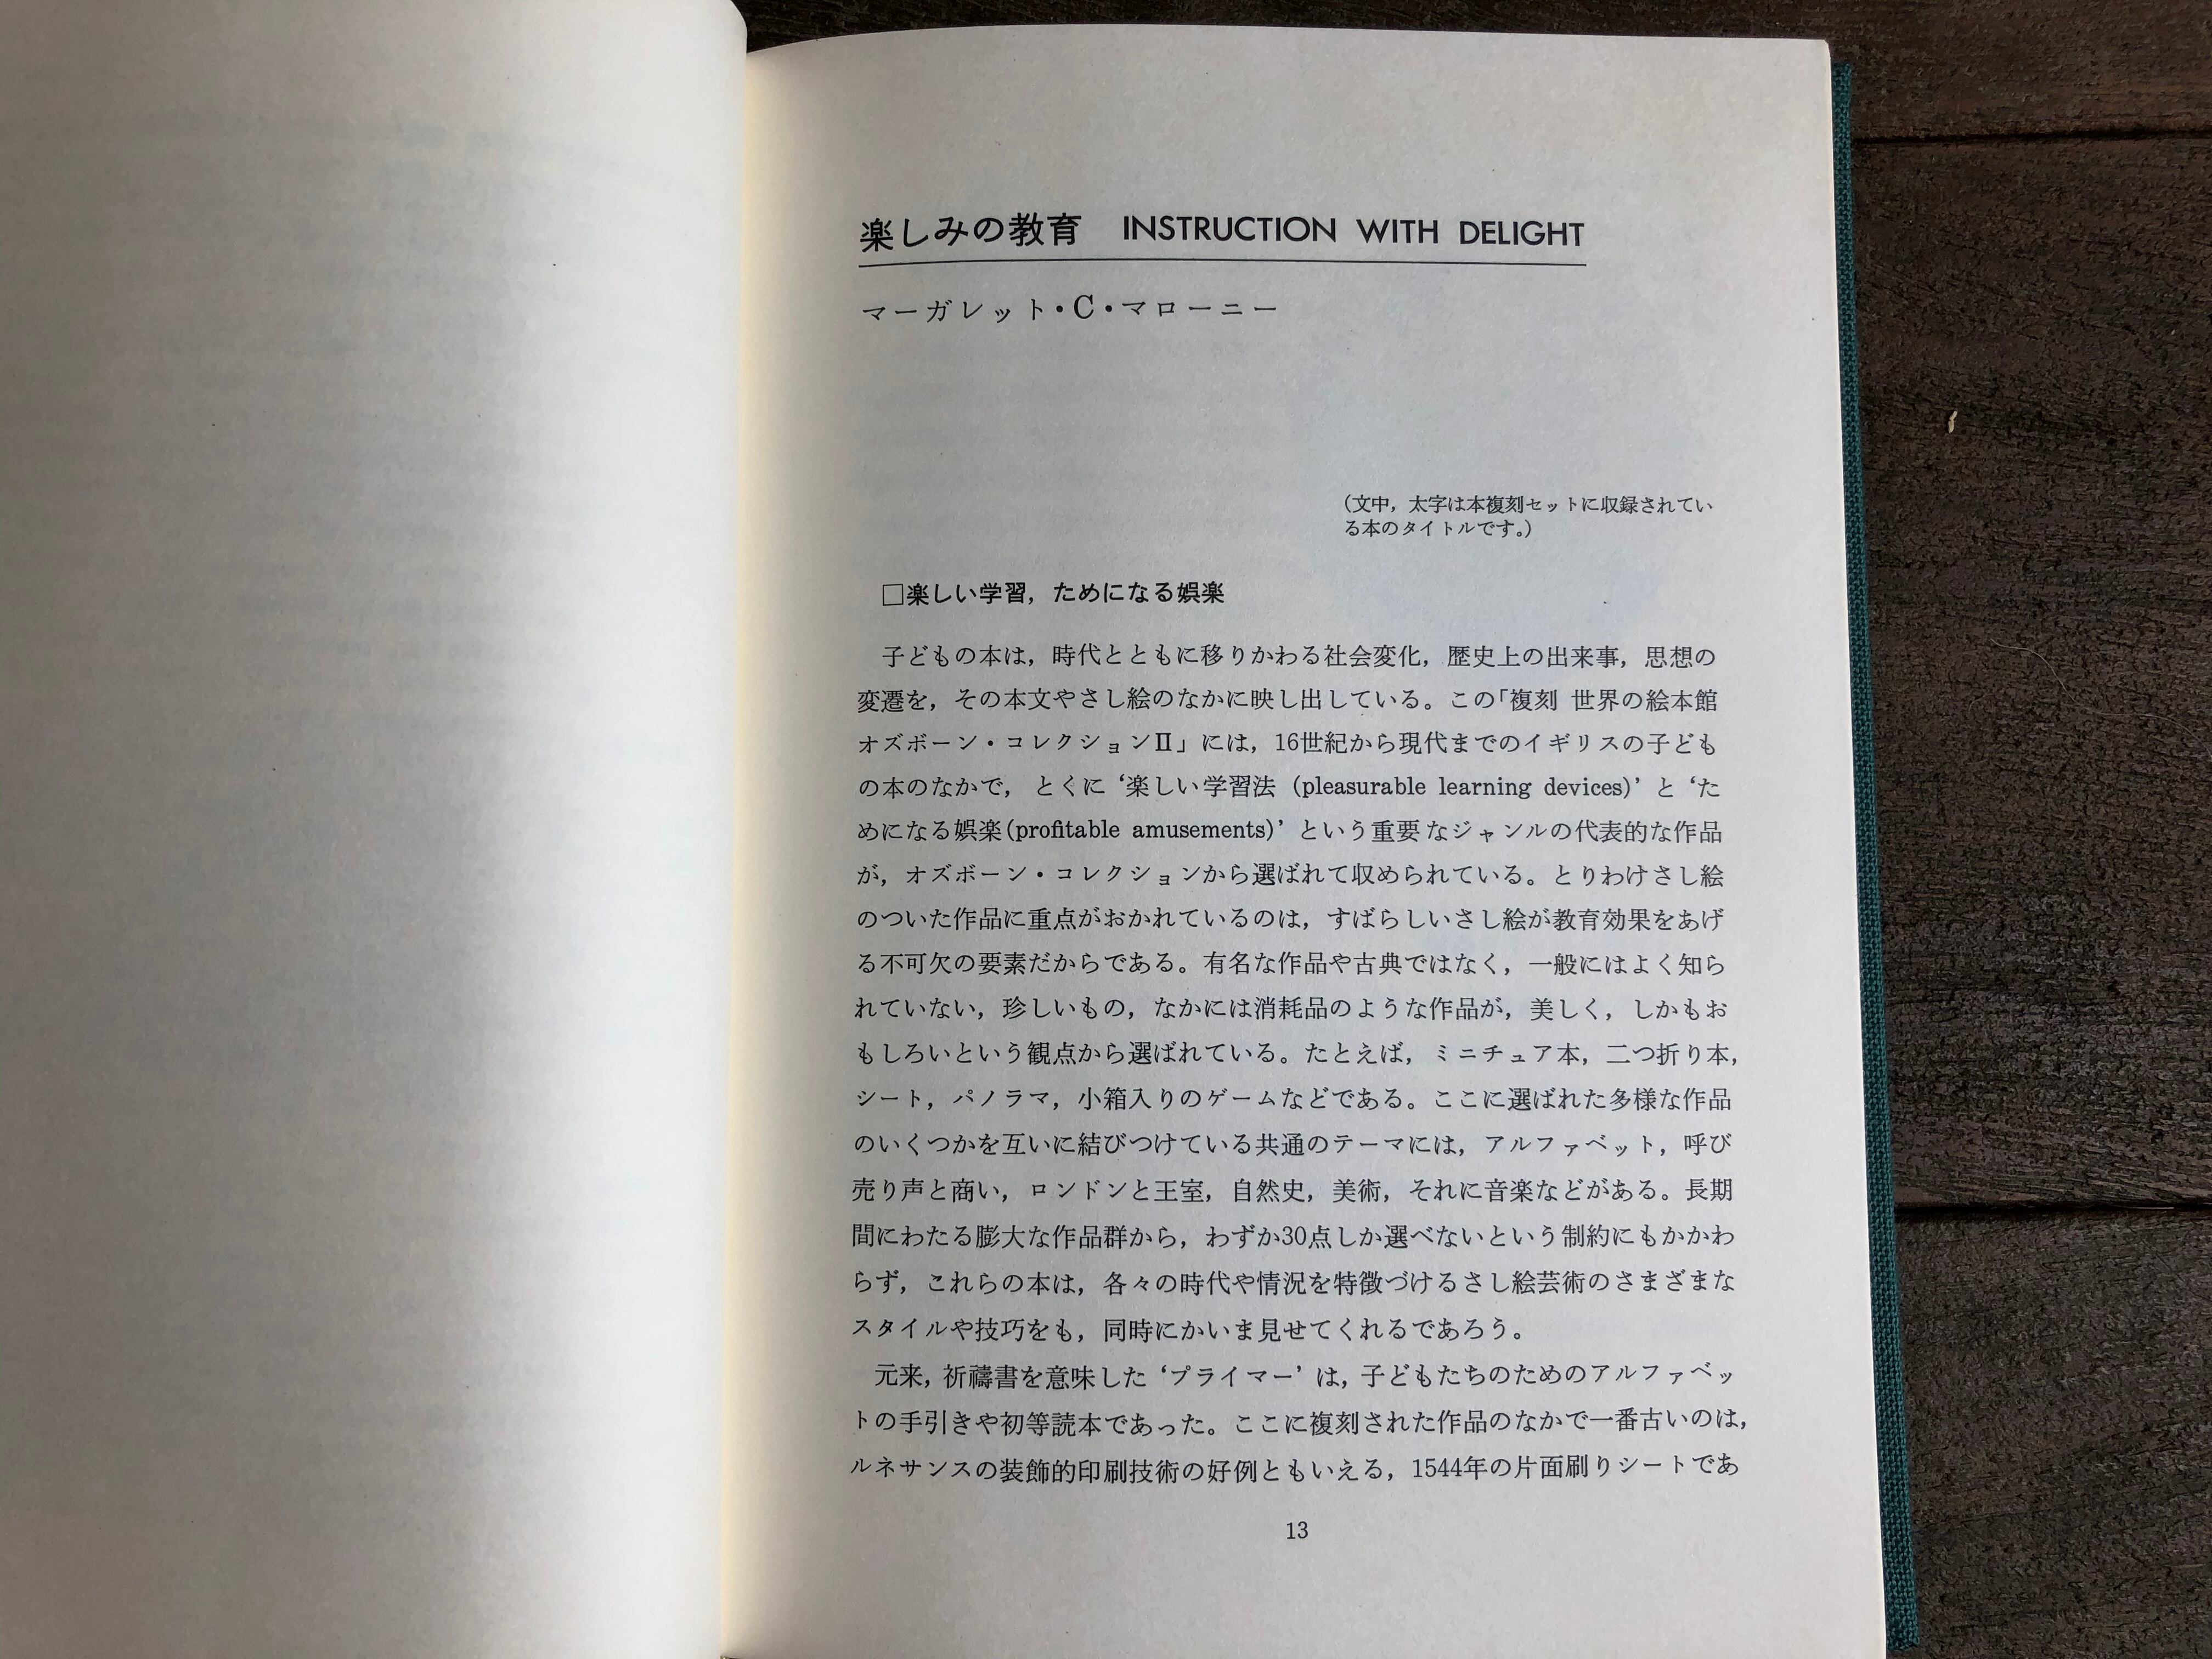 楽しみの教育　INSTRUCTION WITH DELIGHT
マーガレット・C・マローニー
（文中，太字は本複刻セットに収録されてい
る本のタイトルです。）
□楽しい学習，ためになる娯楽
子どもの本は，時代とともに移りかわる社会変化，歴史上の出来事，思想の
変遷を，その本文やさし絵のなかに映し出している。この「複刻 世界の絵本館
オズボーン・コレクションⅡ」には，16世紀から現代までのイギリスの子ども
の本のなかで，とくに ‘楽しい学習法 (pleasurable learning devices)’ と ‘た
めになる娯楽(profitable amusements)’ という重要なジャンルの代表的な作品
が，オズボーン・コレクションから選ばれて収められている。とりわけさし絵
のついた作品に重点がおかれているのは，すばらしいさし絵が教育効果をあげ
る不可欠の要素だからである。有名な作品や古典ではなく，一般にはよく知ら
れていない，珍しいもの，なかには消耗品のような作品が，美しく，しかもお
もしろいという観点から選ばれている。たとえば，ミニチュア本，二つ折り本，
シート，パノラマ，小箱入りのゲームなどである。ここに選ばれた多様な作品
のいくつかを互いに結びつけている共通のテーマには，アルファベット，呼び
売り声と商い，ロンドンと王室，自然史，美術，それに音楽などがある。長期
間にわたる膨大な作品群から，わずか30点しか選べないという制約にもかかわ
らず，これらの本は，各々の時代や情況を特徴づけるさし絵芸術のさまざまな
スタイルや技巧をも，同時にかいま見せてくれるであろう。
元来，祈禱書を意味した ‘プライマー’ は，子どもたちのためのアルファベッ
トの手引きや初等読本であった。ここに複刻された作品のなかで一番古いのは，
ルネサンスの装飾的印刷技術の好例ともいえる，1544年の片面刷りシートであ
13